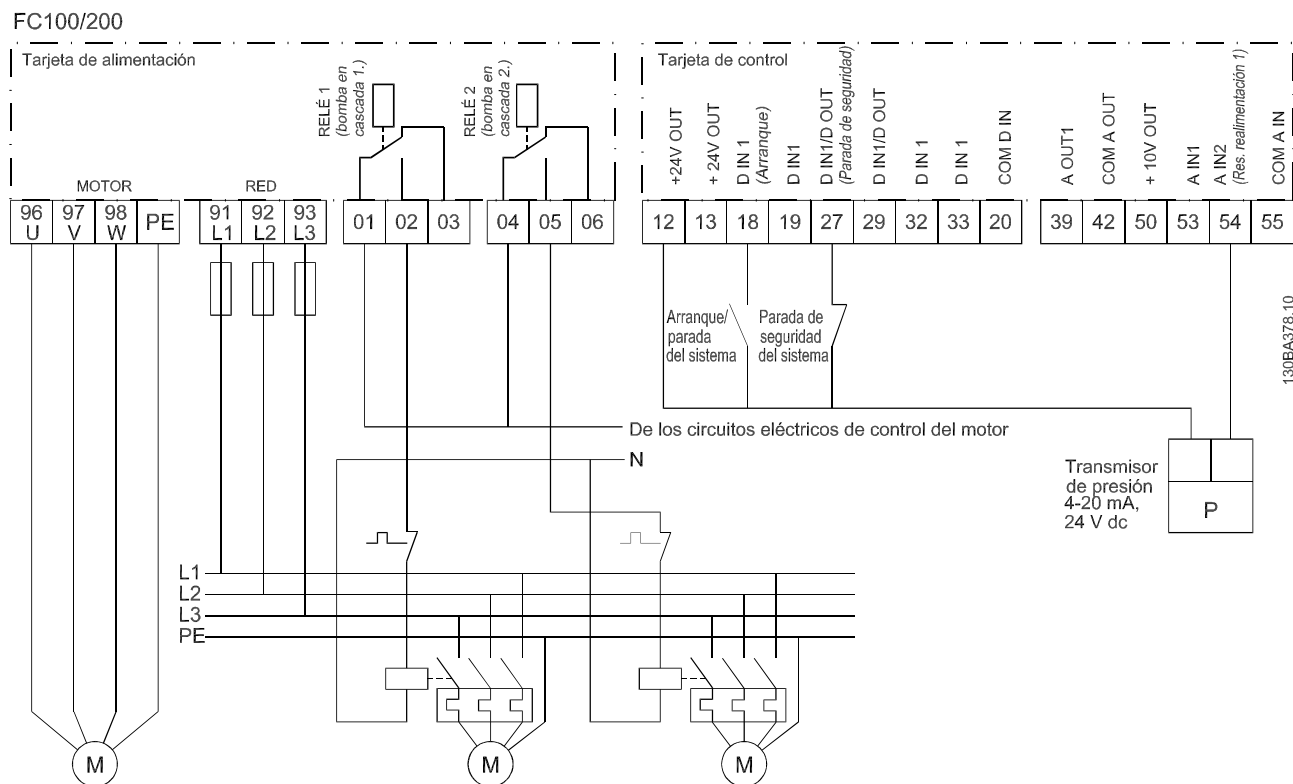 FC100/200
Tarjeta de alimentación
RELÉ 1
(bomba en
cascada 1.)
RELÉ 2
(bomba en
cascada 2.)
MOTOR
RED
96 97 98 PE
U V W
91 92 93
L1 L2 L3
01 02 03
04 05 06
Tarjeta de control
+24V OUT
+ 24V OUT
D IN 1
(Arranque)
D IN1
D IN1/D OUT
(Parada de seguridad)
D IN1/D OUT
D IN 1
D IN 1
COM D IN
A OUT1
COM A OUT
+ 10V OUT
A IN1
A IN2
(Res. realimentación 1)
COM A IN
12 13 18 19 27 29 32 33 20
39 42 50 53 54 55
Arranque/
parada
del sistema
Parada de
seguridad
del sistema
130BA378.10
De los circuitos eléctricos de control del motor
N
Transmisor
de presión
4-20 mA,
24 V dc
P
L1
L2
L3
PE
M
M
M